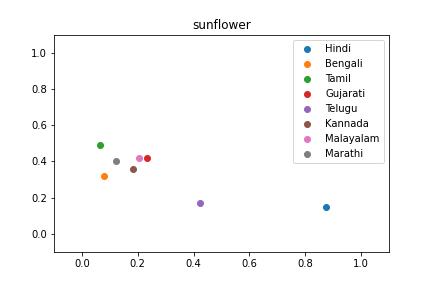 sunflower
1.0
0.8
0.6
0.4
0.2
0.0
Hindi
Bengali
Tamil
Gujarati
Telugu
Kannada
Malayalam
Marathi
0.0 0.2 0.4 0.6 0.8 1.0